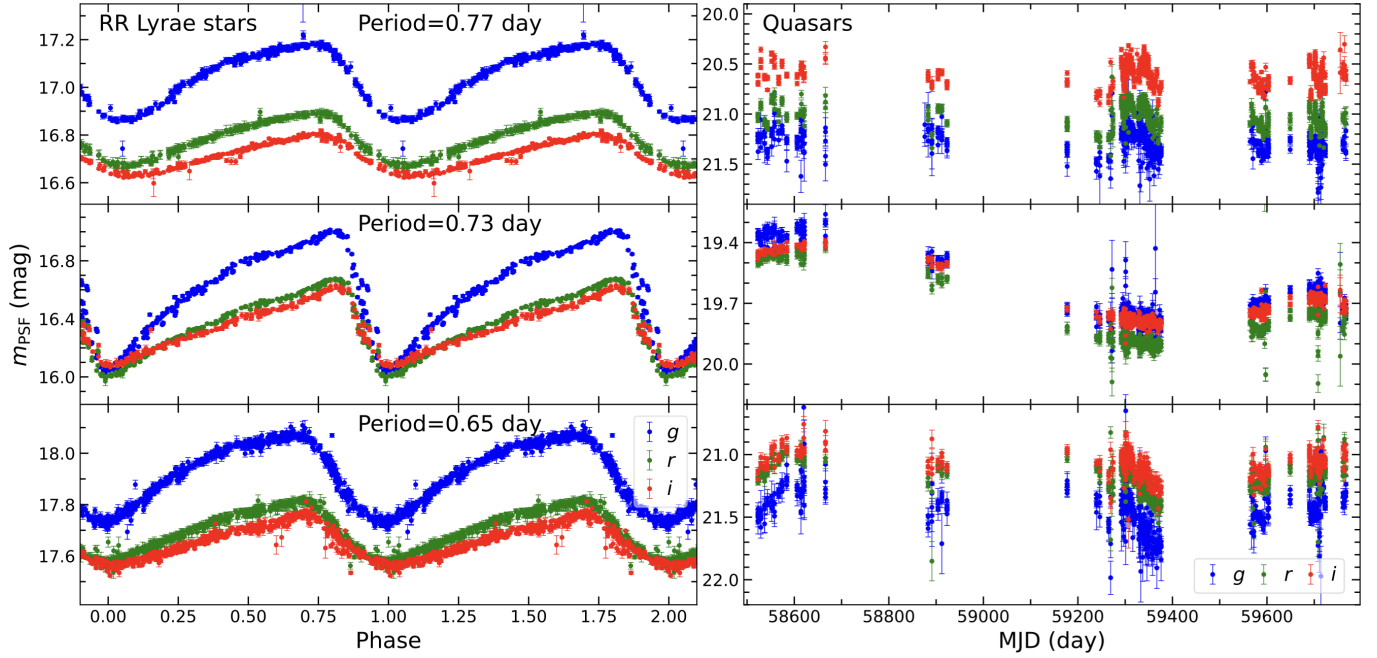 RR Lyrae stars
Period=0.77 day
17.2
17.0
16.8
16.6
Period=0.73 day
16.8
16.4
16.0
Period=0.65 day
18.0
17.8
17.6
g
r
i
0.00 0.25 0.50 0.75 1.00 1.25 1.50 1.75 2.00
Phase
mPSF (mag)
Quasars
20.0
20.5
21.0
21.5
19.4
19.7
20.0
21.0
21.5
22.0
g r i
58600 58800 59000 59200 59400 59600
MJD (day)